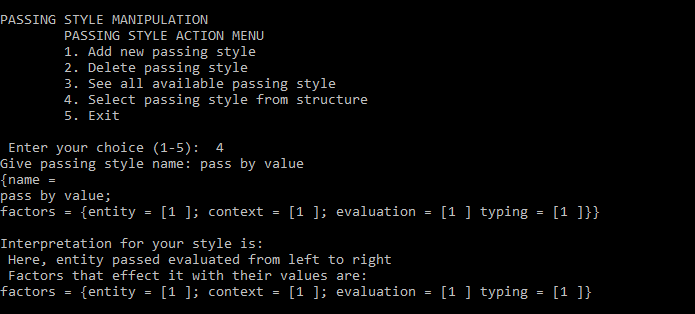 PASSING STYLE MANIPULATION
PASSING STYLE ACTION MENU
1. Add new passing style
2. Delete passing style
3. See all available passing style
4. Select passing style from structure
5. Exit
Enter your choice (1-5):  4
Give passing style name: pass by value
{name =
pass by value;
factors = {entity = [1 ]; context = [1 ]; evaluation = [1 ] typing = [1 ]}}
Interpretation for your style is:
Here, entity passed evaluated from left to right
Factors that effect it with their values are:
factors = {entity = [1 ]; context = [1 ]; evaluation = [1 ] typing = [1 ]}